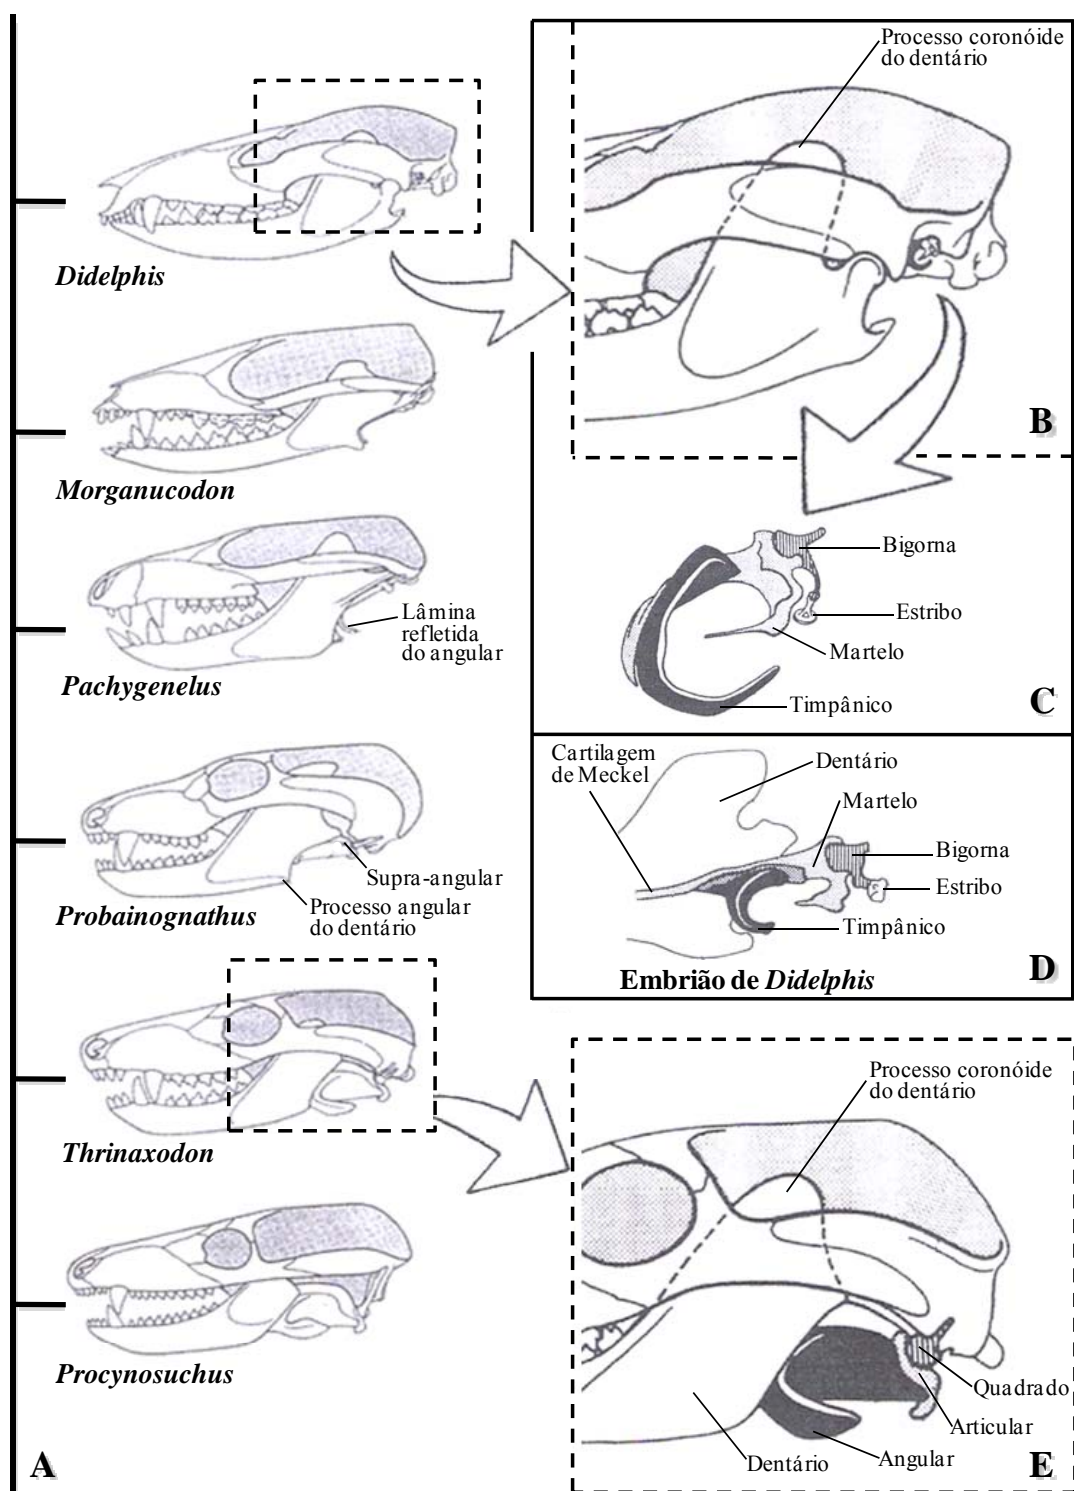 Didelphis
Morganucodon
Lâmina
refletida
do angular
Pachygenelus
Supra-angular
Processo angular
do dentário
Probainognathus
Thrinaxodon
Procynosuchus
A
Processo coronóide
do dentário
B
Bigorna
Estribo
Martelo
Timpânico
C
Cartilagem
de Meckel
Dentário
Martelo
Bigorna
Estribo
Timpânico
Embrião de Didelphis
D
Processo coronóide
do dentário
Quadrado
Articular
Angular
Dentário
E